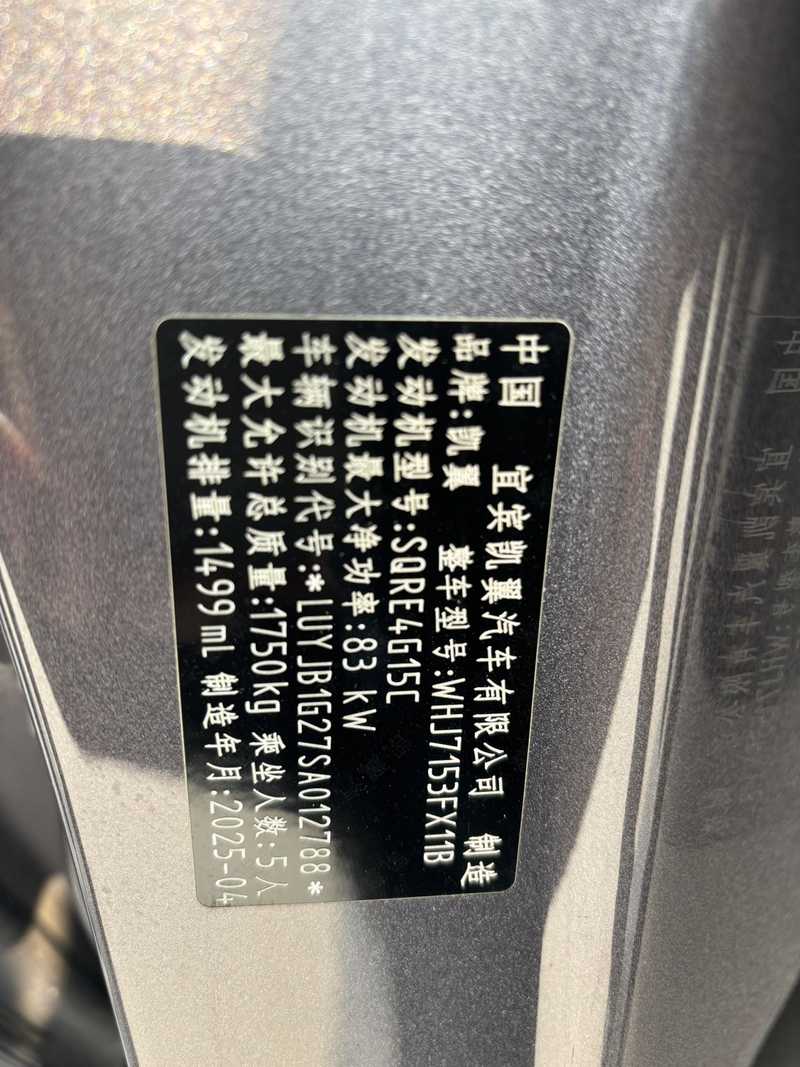 中国 宜宾凯翼汽车有限公司 制造
品牌:凯翼 整车型号:WHJ7153FX11B
发动机型号:SQRE4G15C
发动机最大净功率:83 kW
车辆识别代号:*LUYJB1G27SA012788*
最大允许总质量:1750kg 乘坐人数:5人
发动机排量:1499 mL 制造年月:2025-04